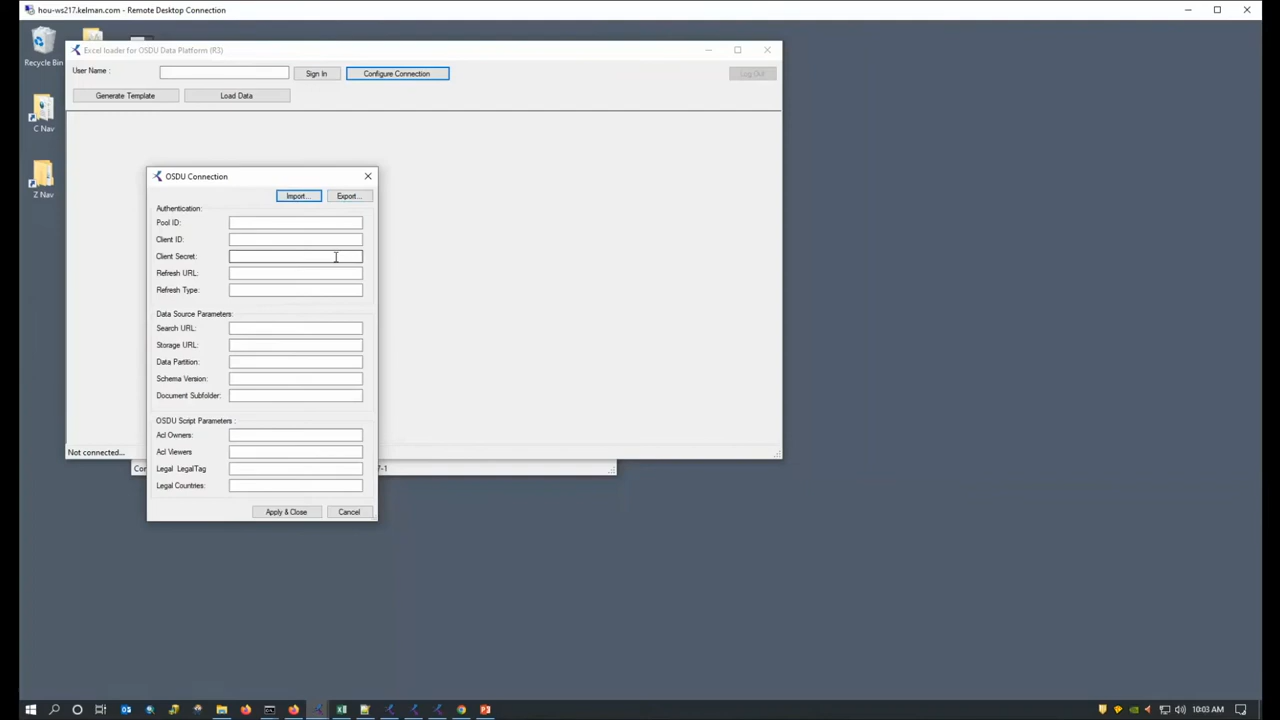 hou-ws217.kelman.com - Remote Desktop Connection
Recycle Bin
Excel loader for OSDU Data Platform (R3)
User Name :
Sign In
Configure Connection
Log Out
Generate Template
Load Data
C Nav
Z Nav
OSDU Connection
Import...
Export...
Authentication:
Pool ID:
Client ID:
Client Secret:
Refresh URL:
Refresh Type:
Data Source Parameters:
Search URL:
Storage URL:
Data Partition:
Schema Version:
Document Subfolder:
OSDU Script Parameters :
Acl Owners:
Acl Viewers
Legal LegalTag
Legal Countries:
Apply & Close
Cancel
Not connected...
Cor
7-1
10:03 AM